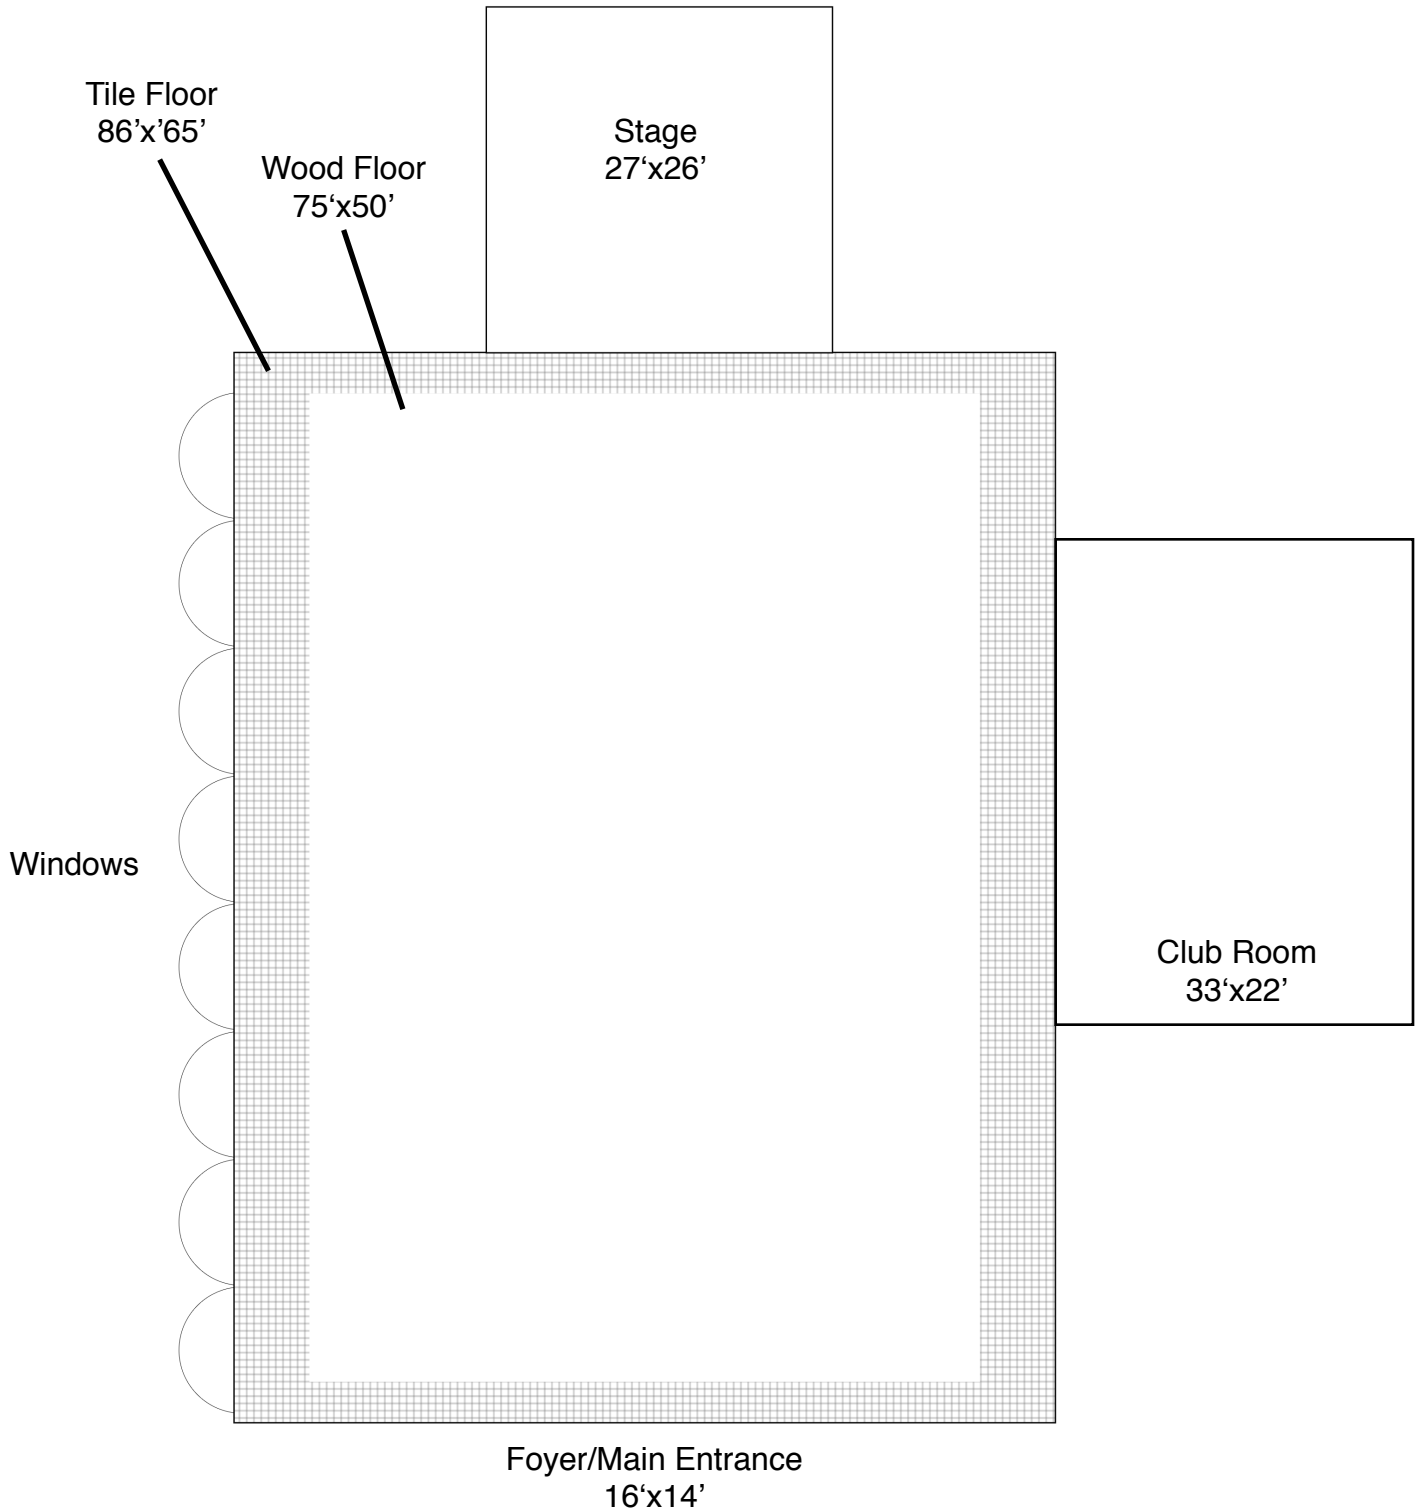 Tile Floor
86’x’65’
Wood Floor
75‘x50’
Stage
27‘x26’
Windows
Club Room
33‘x22’
Foyer/Main Entrance
16‘x14’